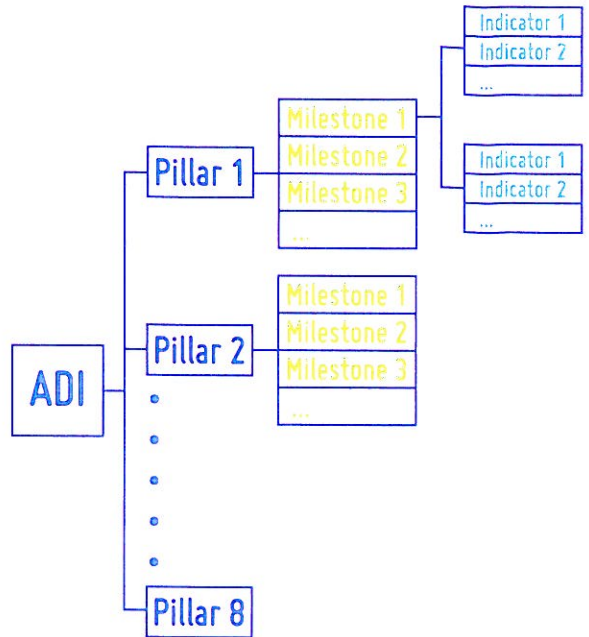 Indicator 1
Indicator 2
...
Milestone 1
Milestone 2
Milestone 3
...
Indicator 1
Indicator 2
...
Pillar 1
Milestone 1
Milestone 2
Milestone 3
...
Pillar 2
ADI
Pillar 8